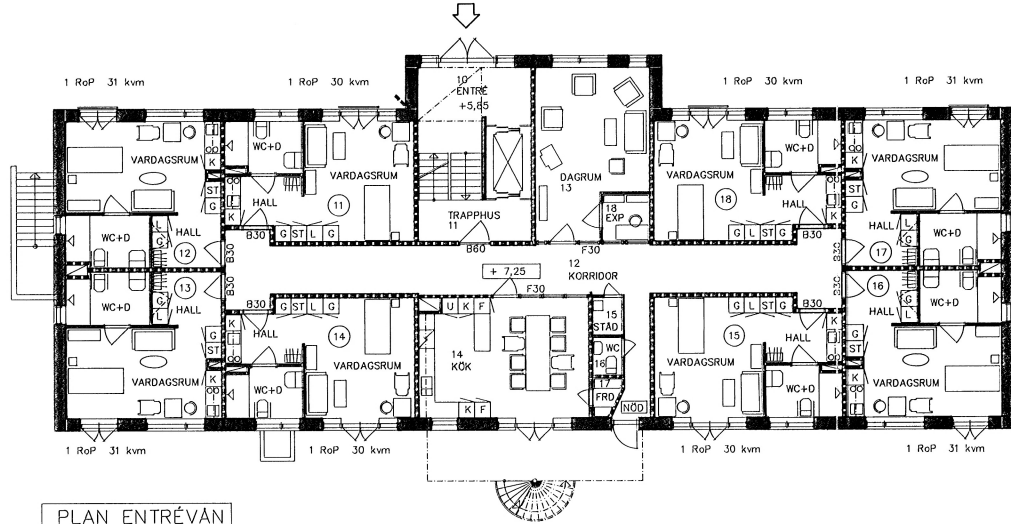 1 RoP 31 kvm
1 RoP 30 kvm
10
ENTRÉ
+5,85
1 RoP 30 kvm
1 RoP 31 kvm
VARDAGSRUM
K
ST
G
WC+D
HALL
K
VARDAGSRUM
11
G ST L G
B30
TRAPPHUS
11
B60
DAGRUM
13
18
EXP
F30
VARDAGSRUM
18
G L ST G
WC+D
HALL
K
B30
K
ST
G
VARDAGSRUM
WC+D
L
G
HALL
12
B30
HALL
17
B30
L
G
WC+D
12
KORRIDOR
+ 7,25
WC+D
L
G
HALL
13
B30
HALL
16
B30
G
L
WC+D
VARDAGSRUM
G
ST
K
B30
K
HALL
G ST L G
14
VARDAGSRUM
WC+D
F30
U K F
14
KÖK
K F
15
STÄD
WC
16
17
FRD
NÖD
G L ST G
15
VARDAGSRUM
B30
HALL
K
WC+D
G
ST
K
VARDAGSRUM
1 RoP 31 kvm
1 RoP 30 kvm
1 RoP 30 kvm
1 RoP 31 kvm
PLAN ENTRÉVÅN